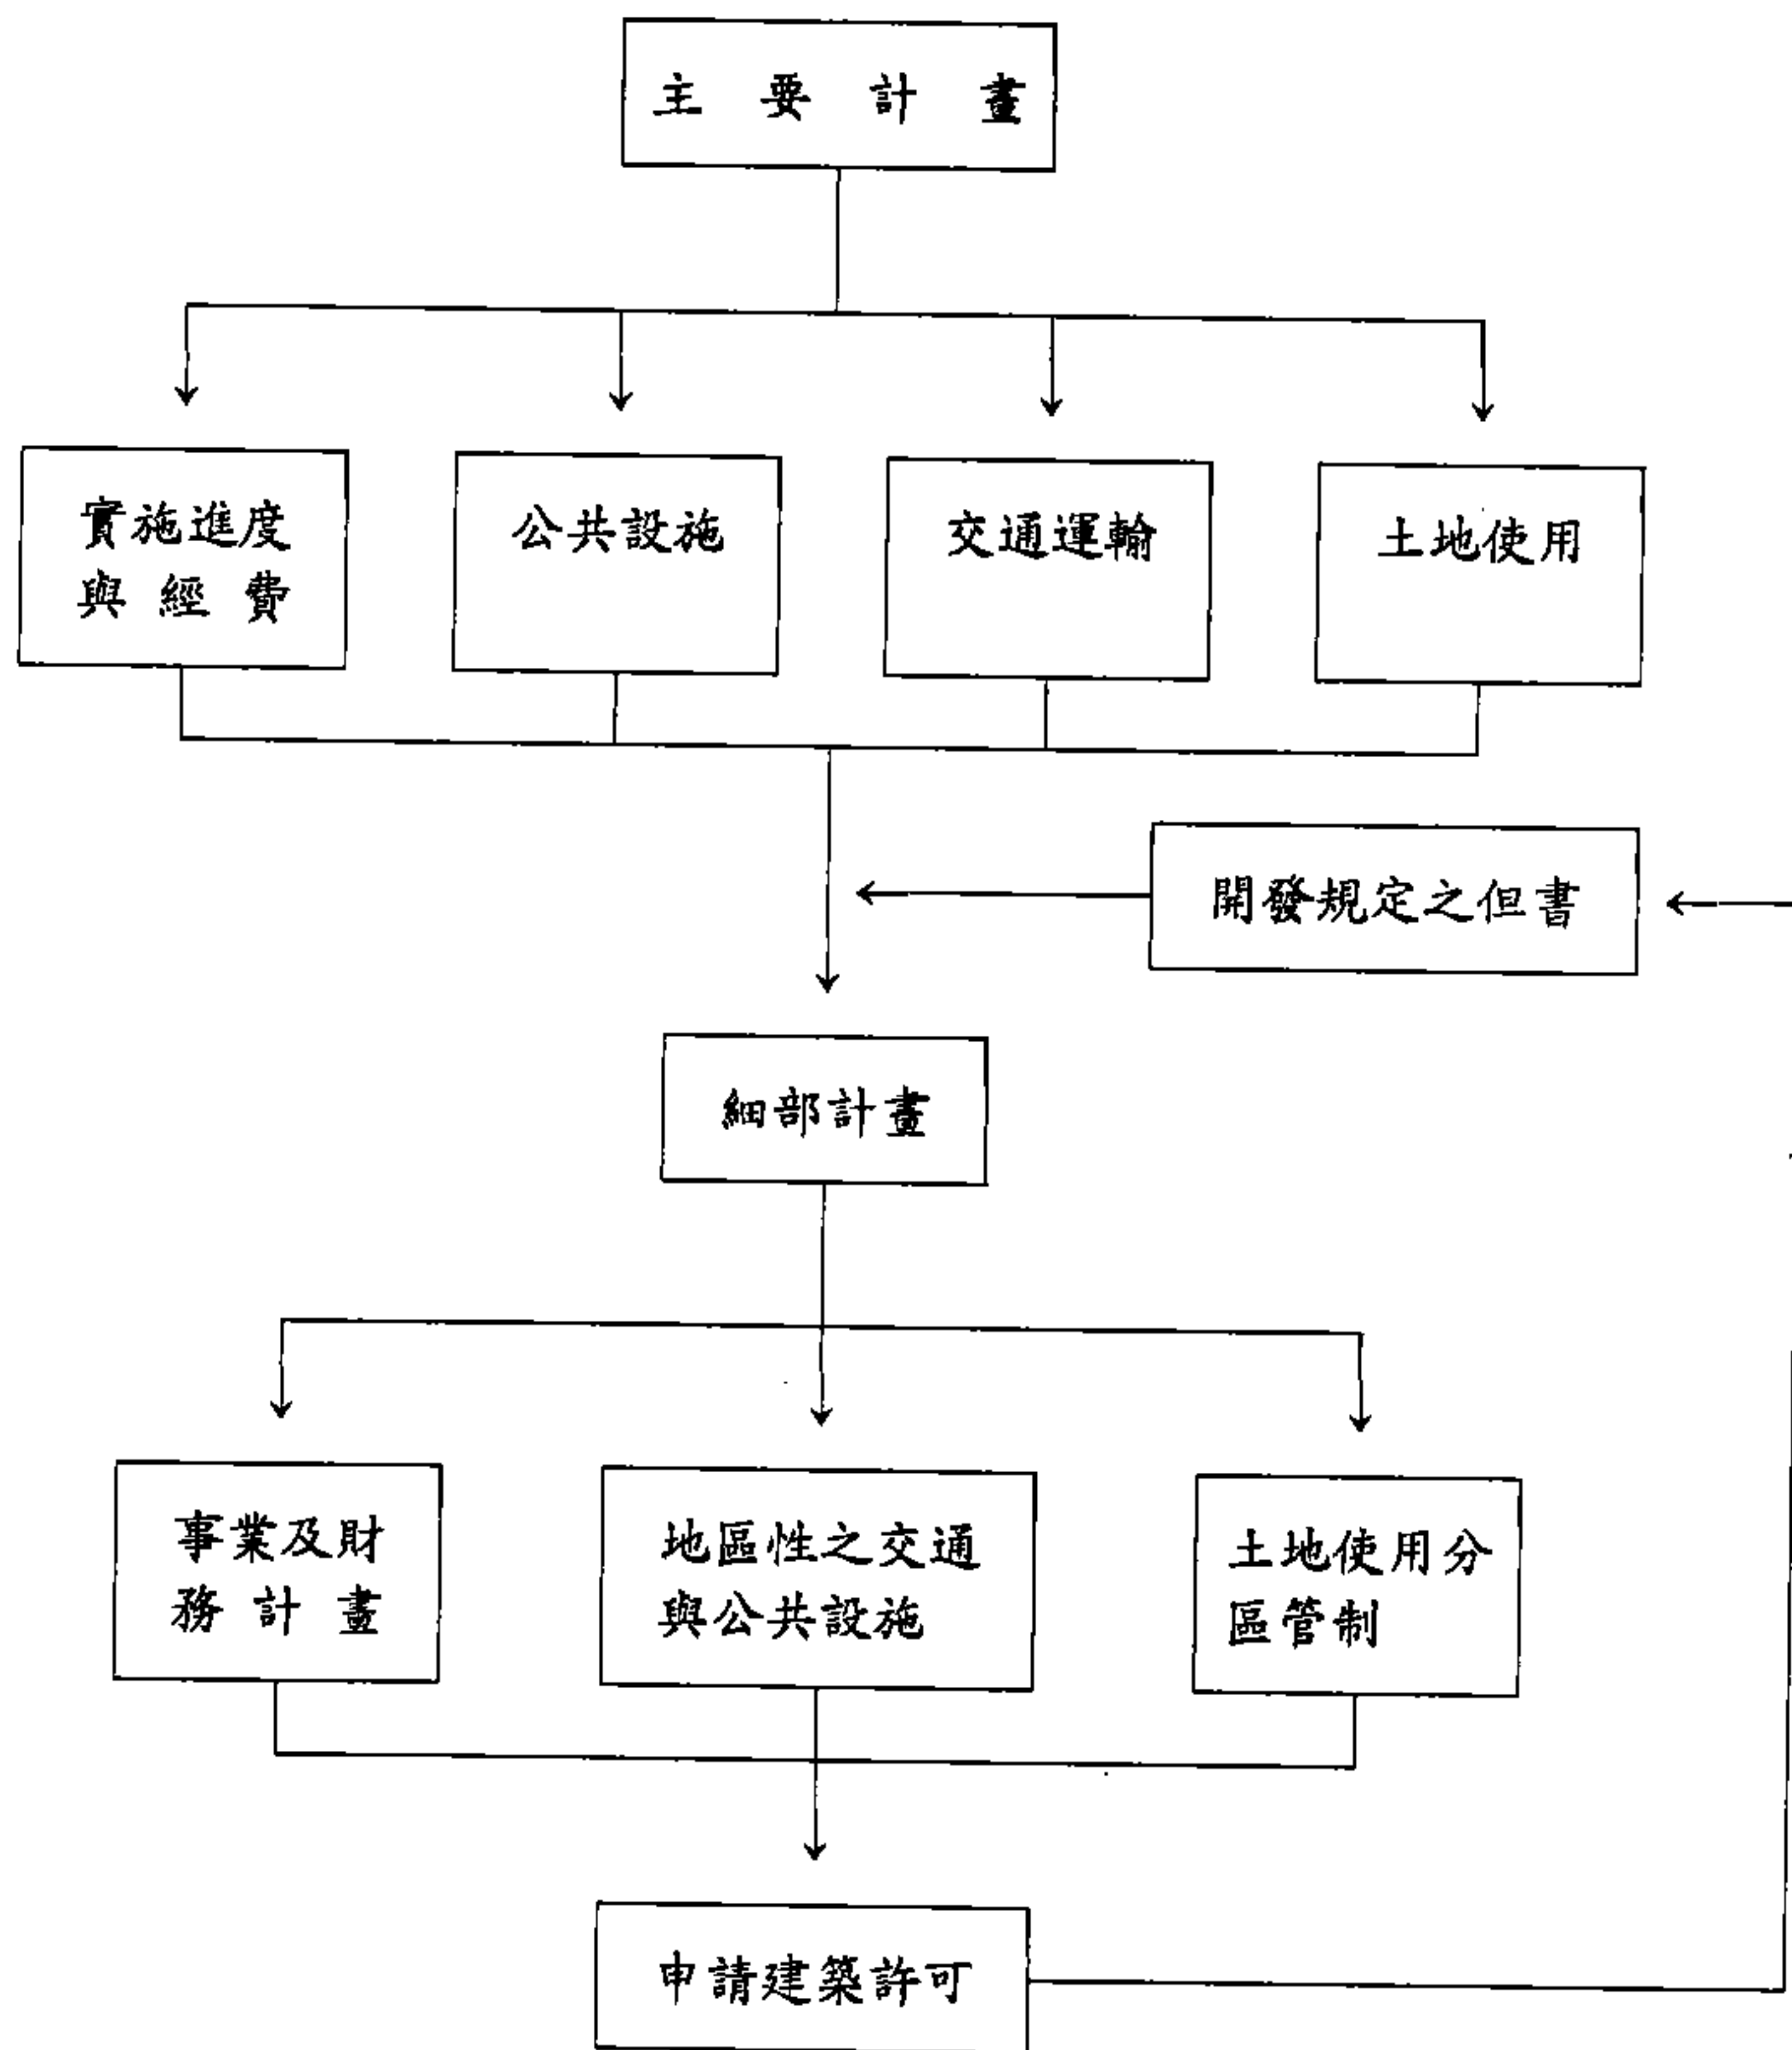 主要計畫
實施進度
與經費
公共設施
交通運輸
土地使用
開發規定之但書
細部計畫
事業及財
務計畫
地區性之交通
與公共設施
土地使用分
區管制
申請建築許可